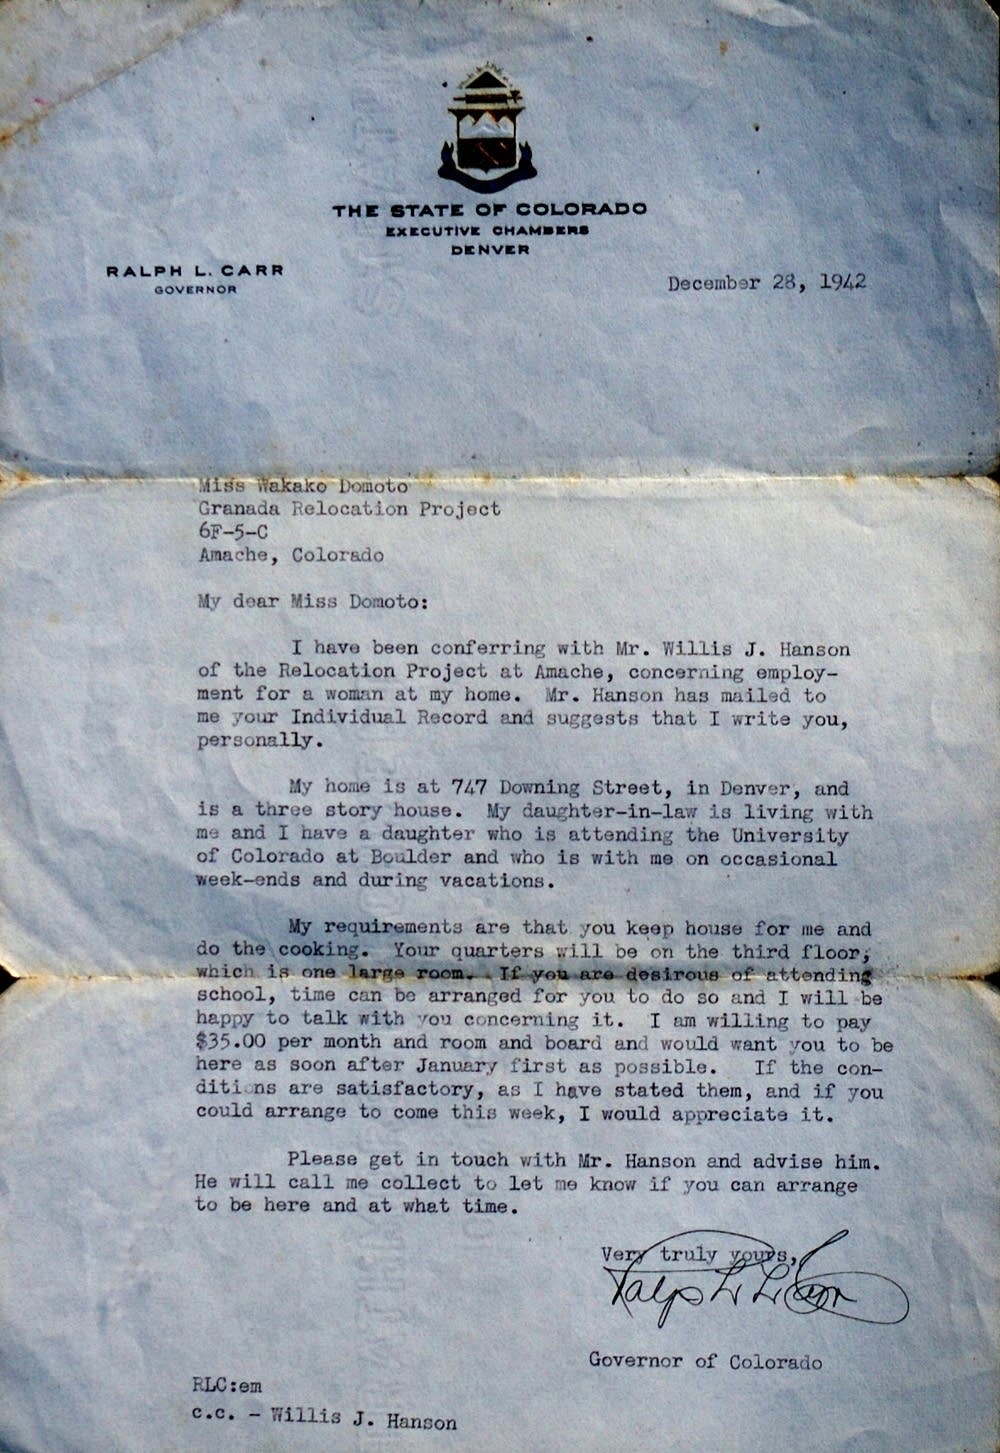 THE STATE OF COLORADO
EXECUTIVE CHAMBERS
DENVER
RALPH L. CARR
GOVERNOR
December 28, 1942
Miss Wakako Domoto
Granada Relocation Project
6F-5-C
Amache, Colorado
My dear Miss Domoto:
I have been conferring with Mr. Willis J. Hanson
of the Relocation Project at Amache, concerning employ-
ment for a woman at my home. Mr. Hanson has mailed to
me your Individual Record and suggests that I write you,
personally.
My home is at 747 Downing Street, in Denver, and
is a three story house. My daughter-in-law is living with
me and I have a daughter who is attending the University
of Colorado at Boulder and who is with me on occasional
week-ends and during vacations.
My requirements are that you keep house for me and
do the cooking. Your quarters will be on the third floor,
which is one large room. If you are desirous of attending
school, time can be arranged for you to do so and I will be
happy to talk with you concerning it. I am willing to pay
$35.00 per month and room and board and would want you to be
here as soon after January first as possible. If the con-
ditions are satisfactory, as I have stated them, and if you
could arrange to come this week, I would appreciate it.
Please get in touch with Mr. Hanson and advise him.
He will call me collect to let me know if you can arrange
to be here and at what time.
Very truly yours,
Ralph L Carr
Governor of Colorado
RLC:em
c.c. - Willis J. Hanson